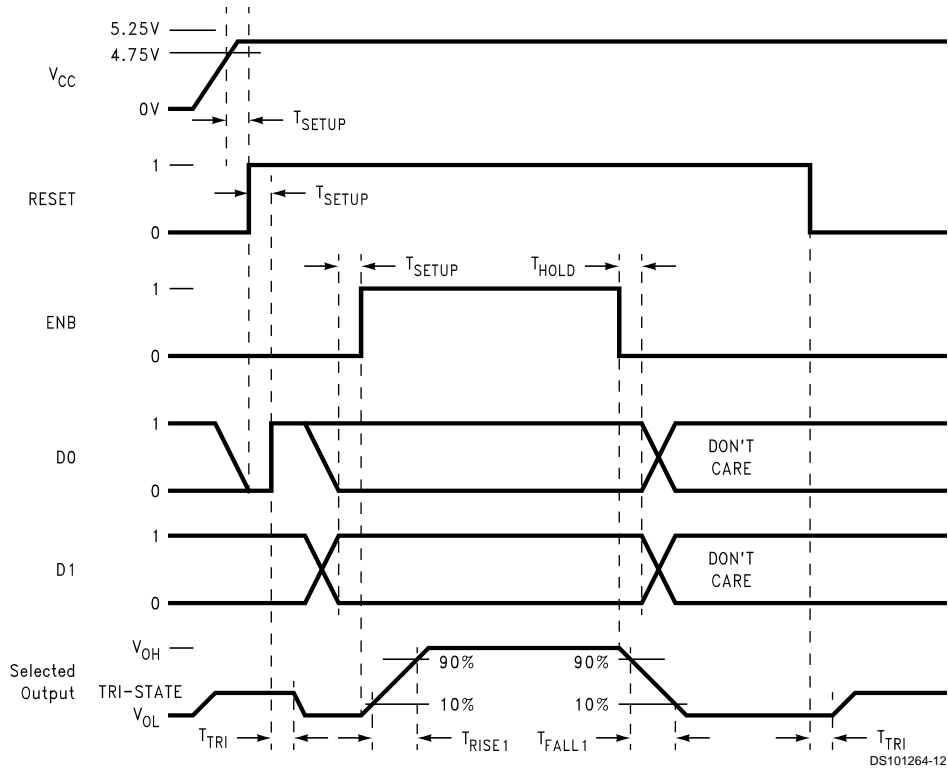 5.25V
4.75V
VCC
0V
TSETUP
1
RESET
TSETUP
0
TSETUP
THOLD
1
ENB
0
1
D0
DON'T
CARE
0
1
D1
DON'T
CARE
0
VOH
90%
90%
Selected
Output
TRI-STATE
10%
10%
VOL
TTRI
TRISE1
TFALL1
TTRI
DS101264-12